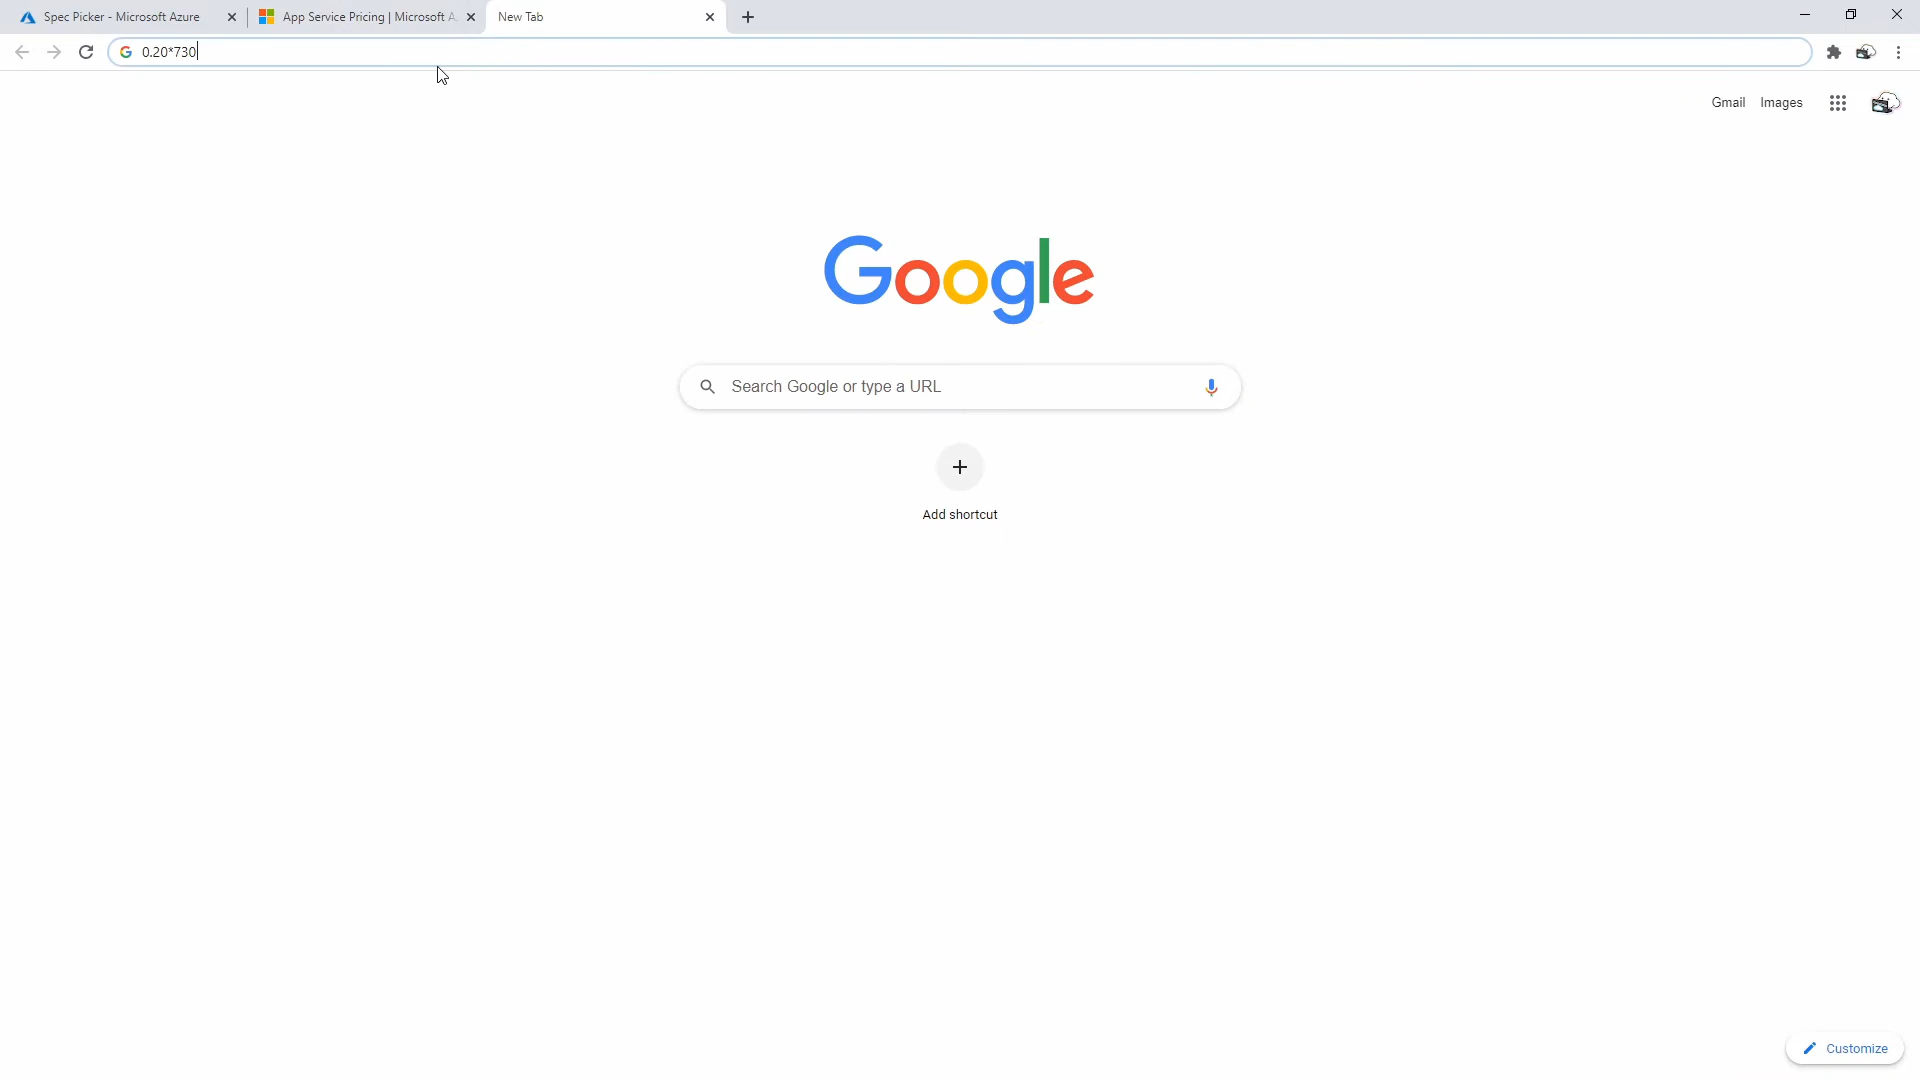 Spec Picker - Microsoft Azure
App Service Pricing | Microsoft A
New Tab
0.20*730
Gmail
Images
Google
Search Google or type a URL
Add shortcut
Customize